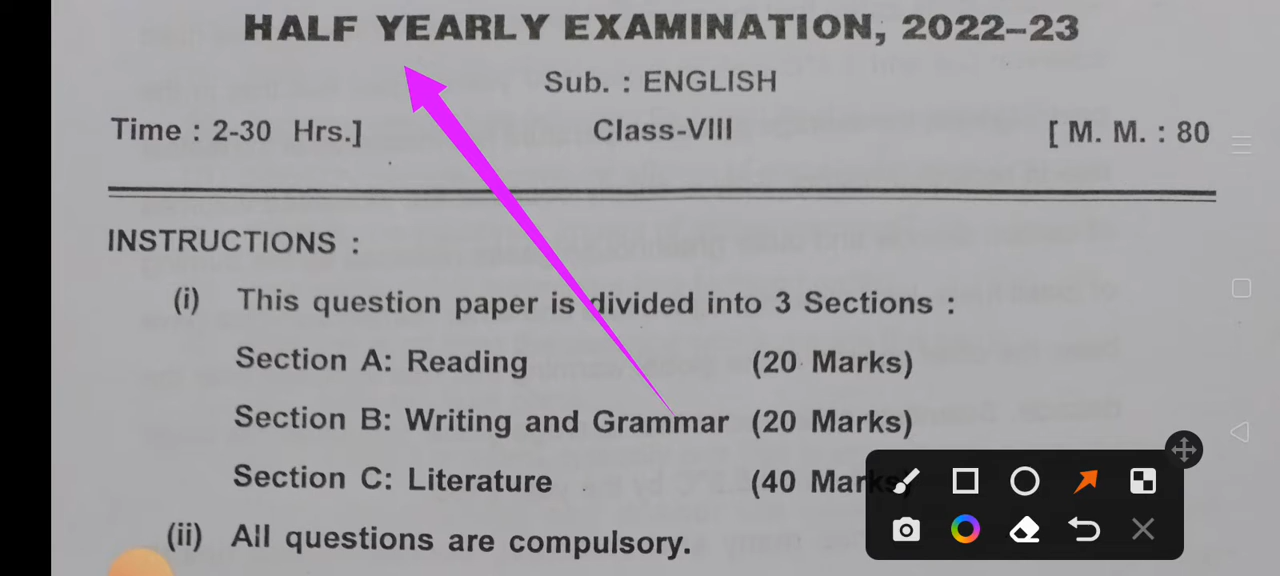 HALF YEARLY EXAMINATION, 2022–23
Sub. : ENGLISH
Time : 2-30 Hrs.] Class-VIII [ M. M. : 80
INSTRUCTIONS :
(i) This question paper is divided into 3 Sections :
Section A: Reading (20 Marks)
Section B: Writing and Grammar (20 Marks)
Section C: Literature (40 Marks)
(ii) All questions are compulsory.